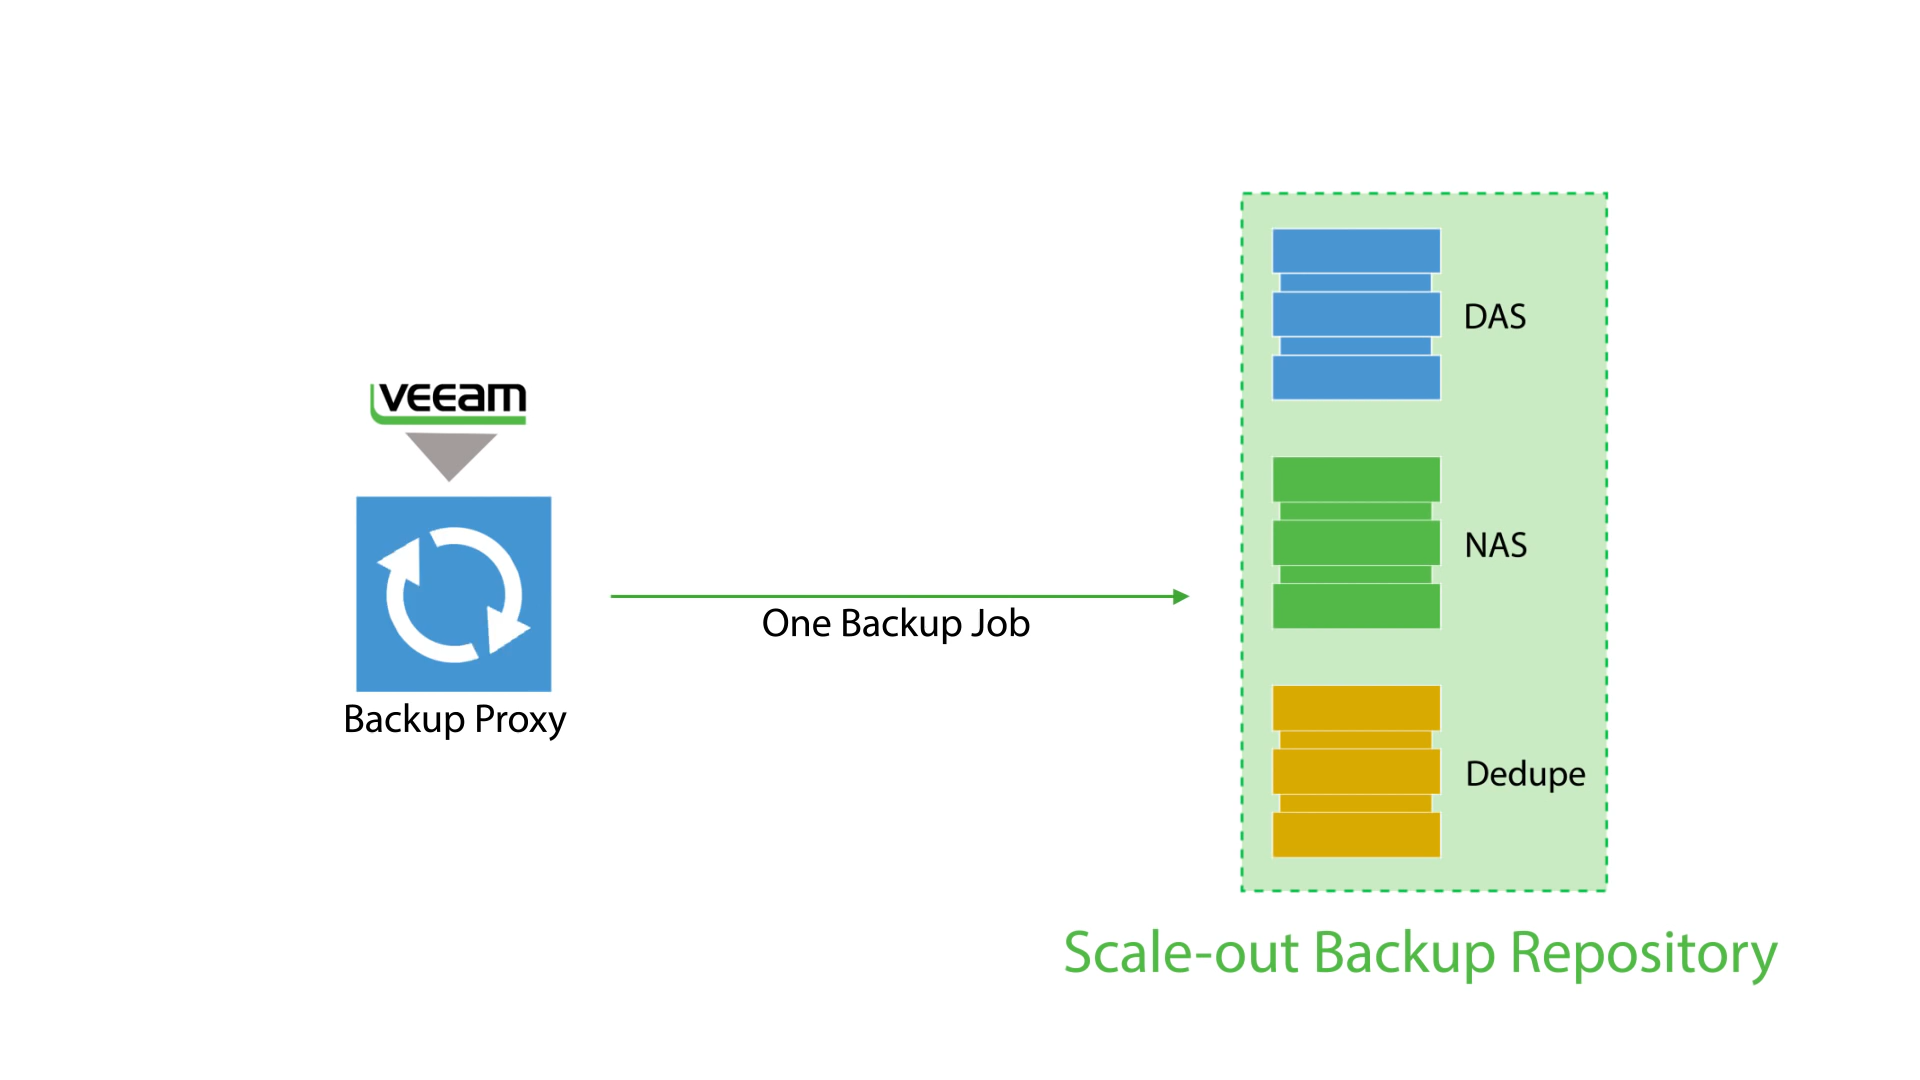 veeam
Backup Proxy
One Backup Job
DAS
NAS
Dedupe
Scale-out Backup Repository